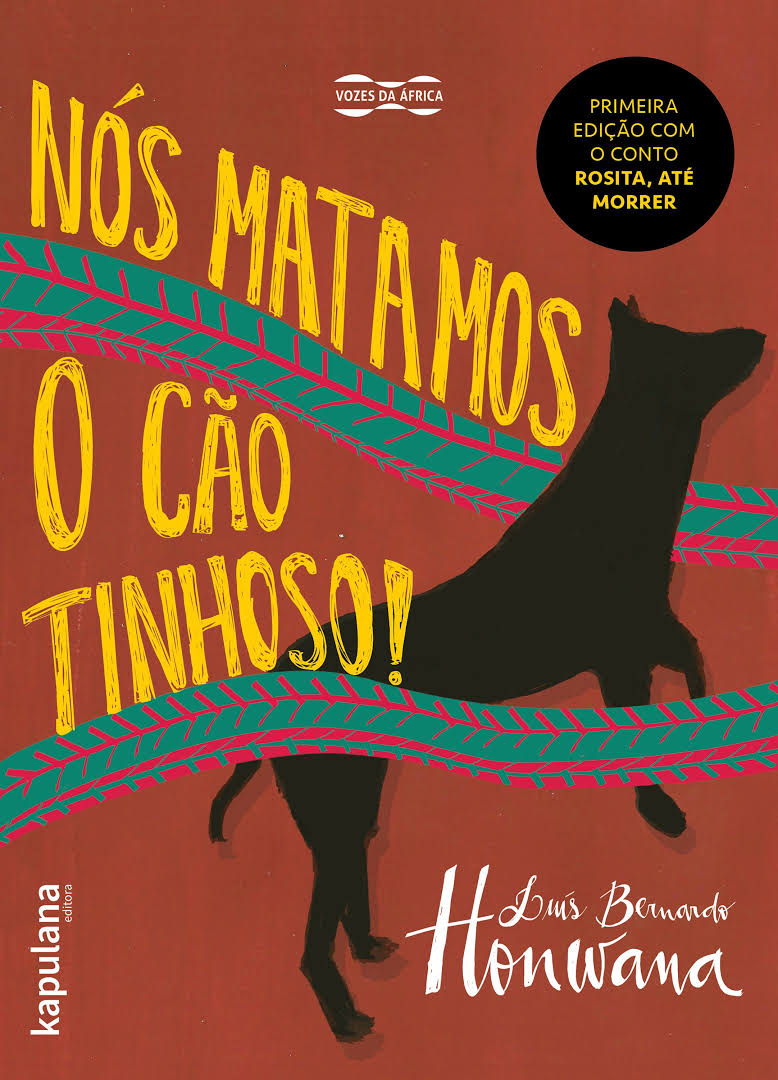 VOZES DA ÁFRICA
PRIMEIRA
EDIÇÃO COM
O CONTO
ROSITA, ATÉ
MORRER
NÓS MATAMOS
O CÃO
TINHOSO!
Luís Bernardo
Honwana
kapulana
editora